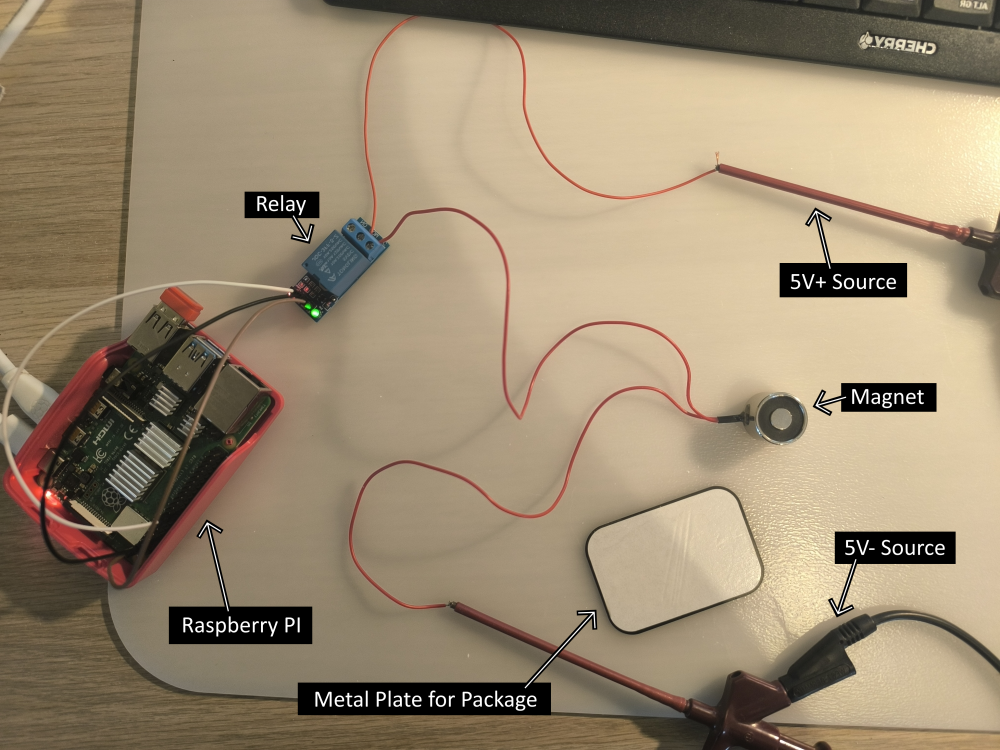 ALT GR
CHERRY
Relay
5V+ Source
Magnet
5V- Source
Raspberry PI
Metal Plate for Package